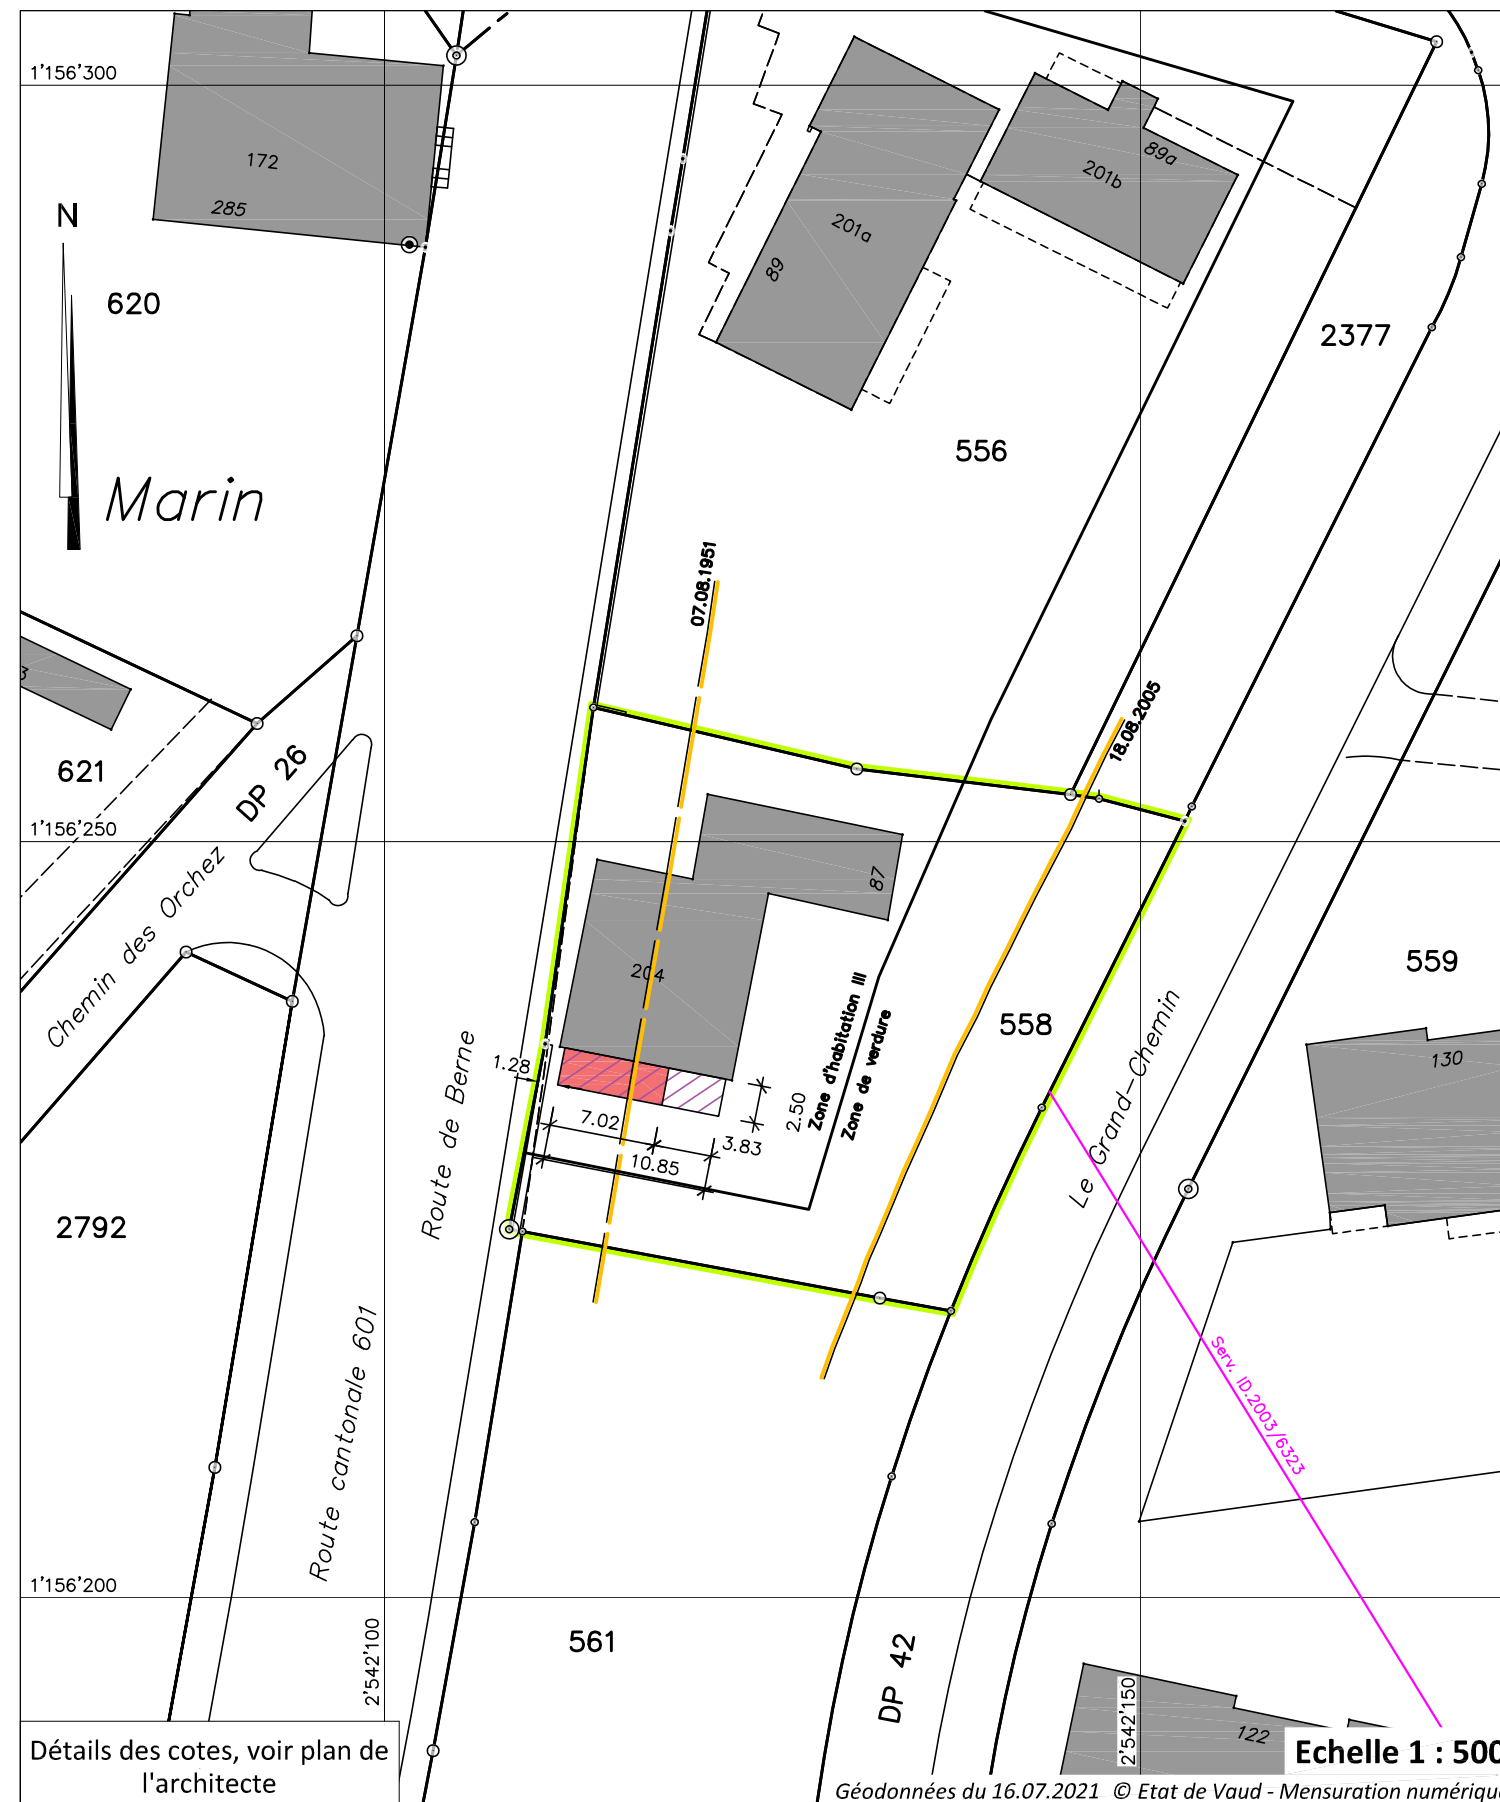 1'156'300
172
285
N
620
Marin
201a
89
201b
89a
2377
556
07.08.1951
18.08.2005
3
621
DP 26
1'156'250
Chemin des Orchez
87
204
558
559
Zone d'habitation III
Zone de verdure
Le Grand-Chemin
130
1.28
7.02
3.83
2.50
10.85
Route de Berne
2792
Route cantonale 601
Serv. ID.2003/6323
1'156'200
2'542'100
561
DP 42
2'542'150
122
Détails des cotes, voir plan de
l'architecte
Echelle 1 : 500
Géodonnées du 16.07.2021 © Etat de Vaud - Mensuration numérique